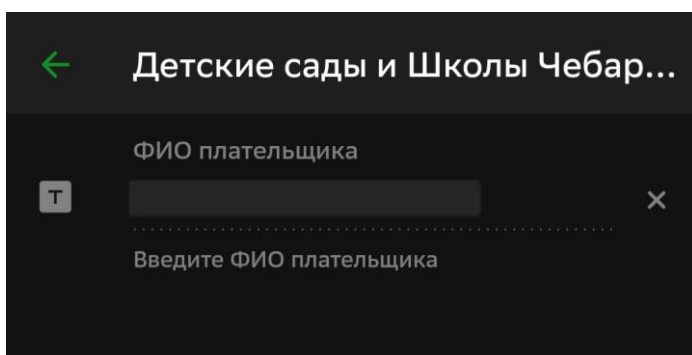 Детские сады и Школы Чебар...
ФИО плательщика
T
Введите ФИО плательщика